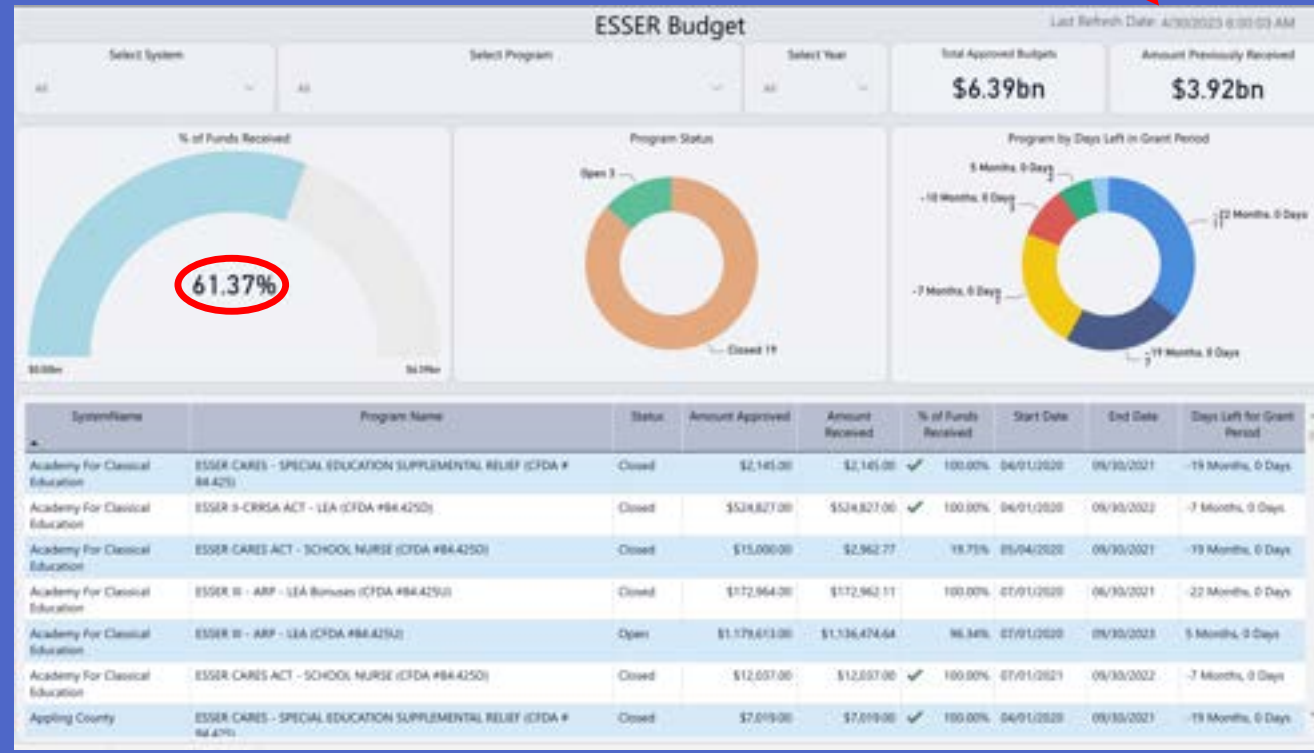 ESSER Budget
Last Refresh Date: 4/30/2023 8:00:03 AM
Select System
All
Select Program
All
Select Year
All
Total Approved Budgets
$6.39bn
Amount Previously Received
$3.92bn
% of Funds Received
61.37%
$0.00bn
$6.39bn
Program Status
Open 3
Closed 19
Program by Days Left in Grant Period
5 Months, 0 Days
-10 Months, 0 Days
-7 Months, 0 Days
-22 Months, 0 Days
-19 Months, 0 Days
7
SystemName Program Name Status Amount Approved Amount Received % of Funds Received Start Date End Date Days Left for Grant Period
Academy For Classical Education ESSER CARES - SPECIAL EDUCATION SUPPLEMENTAL RELIEF (CFDA # 84.425) Closed $2,145.00 $2,145.00 ✓ 100.00% 04/01/2020 09/30/2021 -19 Months, 0 Days
Academy For Classical Education ESSER II-CRRSA ACT - LEA (CFDA #84.425D) Closed $524,827.00 $524,827.00 ✓ 100.00% 04/01/2020 09/30/2022 -7 Months, 0 Days
Academy For Classical Education ESSER CARES ACT - SCHOOL NURSE (CFDA #84.425D) Closed $15,000.00 $2,962.77 19.75% 05/04/2020 09/30/2021 -19 Months, 0 Days
Academy For Classical Education ESSER III - ARP - LEA Bonuses (CFDA #84.425U) Closed $172,964.00 $172,962.11 100.00% 07/01/2020 06/30/2021 -22 Months, 0 Days
Academy For Classical Education ESSER III - ARP - LEA (CFDA #84.425U) Open $1,179,613.00 $1,136,474.64 96.34% 07/01/2020 09/30/2023 5 Months, 0 Days
Academy For Classical Education ESSER CARES ACT - SCHOOL NURSE (CFDA #84.425D) Closed $12,037.00 $12,037.00 ✓ 100.00% 07/01/2021 09/30/2022 -7 Months, 0 Days
Appling County ESSER CARES - SPECIAL EDUCATION SUPPLEMENTAL RELIEF (CFDA # 84.425) Closed $7,019.00 $7,019.00 ✓ 100.00% 04/01/2020 09/30/2021 -19 Months, 0 Days